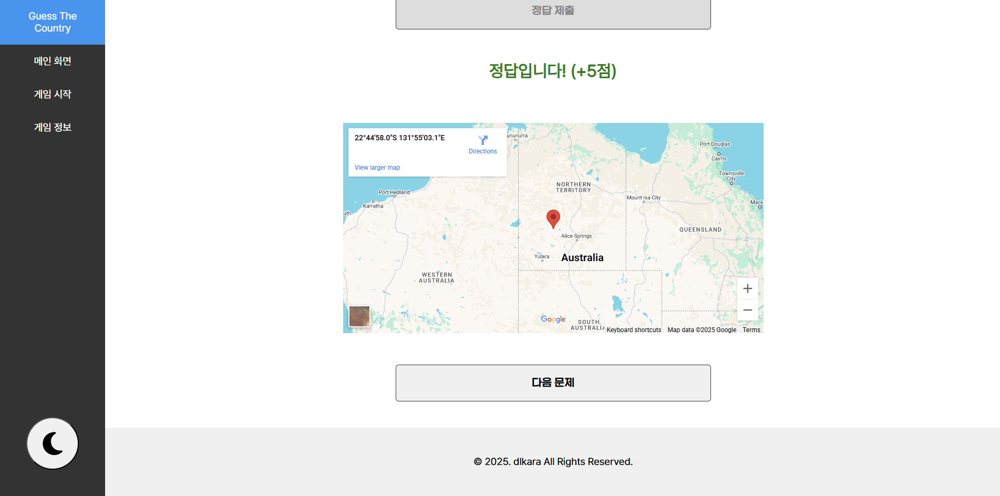 Guess The
Country
메인 화면
게임 시작
게임 정보
정답 제출
정답입니다! (+5점)
22°44'58.0"S 131°55'03.1"E
Directions
View larger map
ununurra
Port Douglas
Cairns
Townsville
City
NORTHERN
TERRITORY
Port Hedland
Mount Isa City
Mack
Karratha
uth
QUEENSLAND
Alice Springs
Yulara
Australia
WESTERN
AUSTRALIA
Google
SOUTH
AUSTRALIA
Keyboard shortcuts
Map data ©2025 Google
Terms
다음 문제
© 2025. dlkara All Rights Reserved.